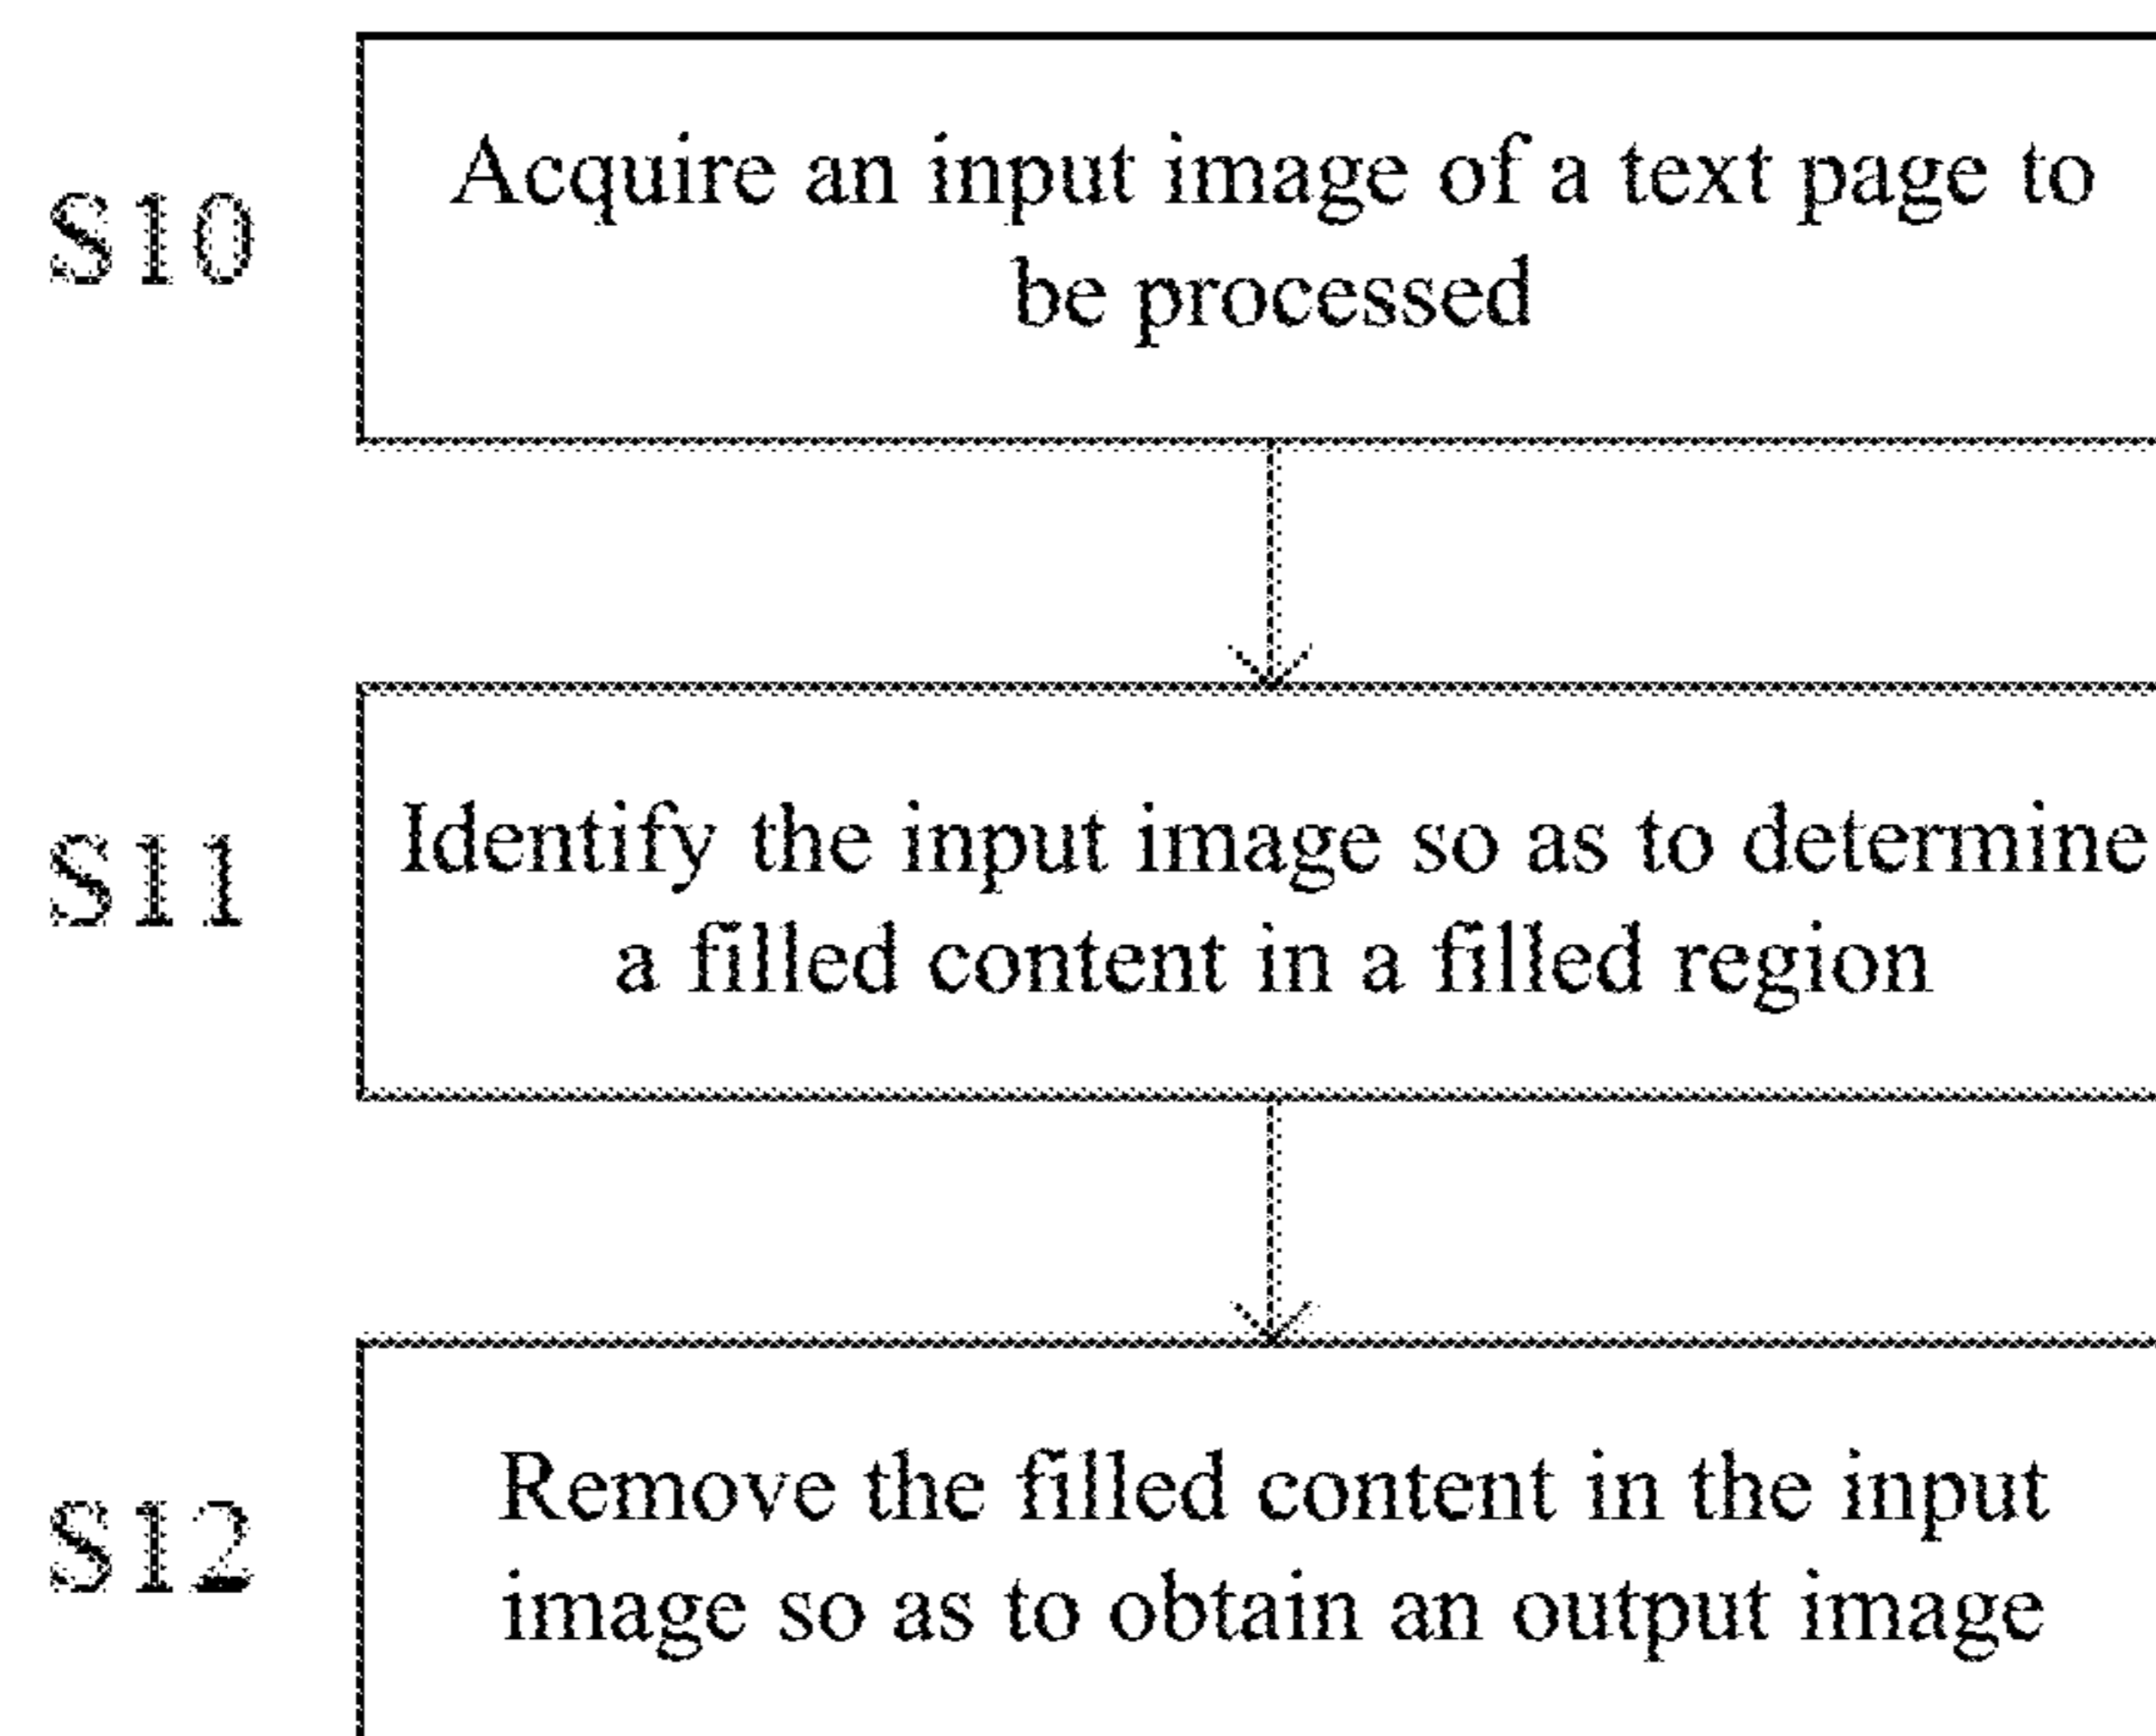 S10
Acquire an input image of a text page to
be processed
S11
Identify the input image so as to determine
a filled content in a filled region
S12
Remove the filled content in the input
image so as to obtain an output image